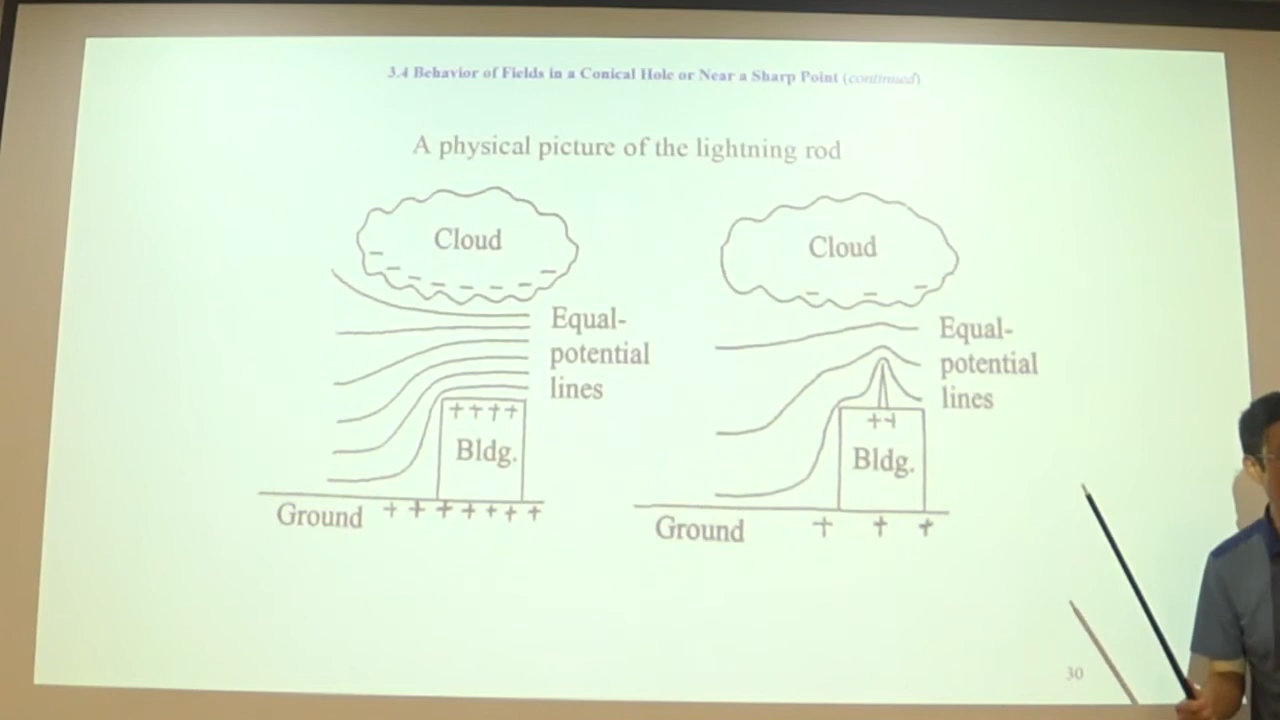 3.4 Behavior of Fields in a Conical Hole or Near a Sharp Point (continued)
A physical picture of the lightning rod
Cloud
Equal-
potential
lines
++++
Bldg.
Ground
+ + + + + + +
Cloud
Equal-
potential
lines
++
Bldg.
Ground
+ + +
30